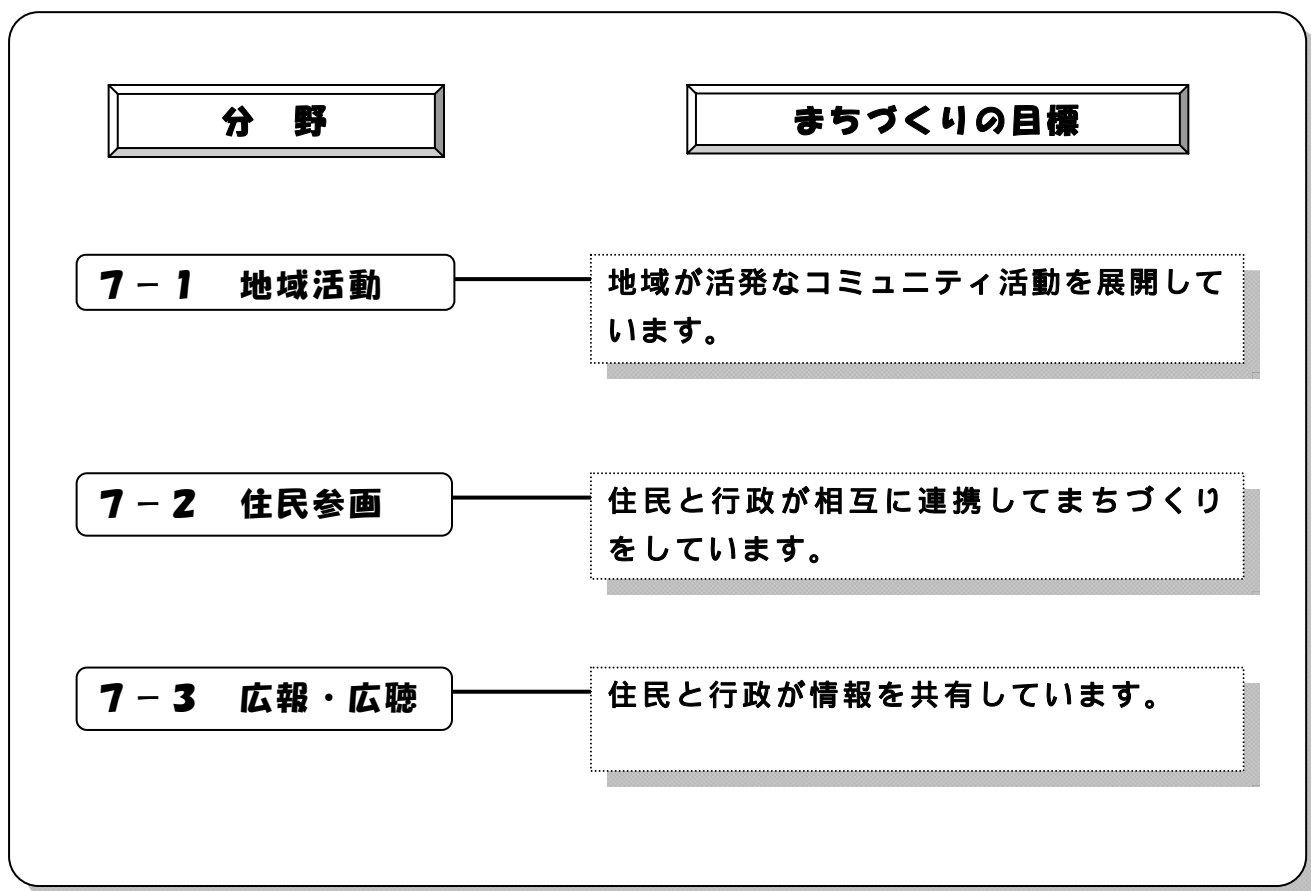 分　野
まちづくりの目標
７－１　地域活動
地域が活発なコミュニティ活動を展開して
います。
７－２　住民参画
住民と行政が相互に連携してまちづくり
をしています。
７－３　広報・広聴
住民と行政が情報を共有しています。